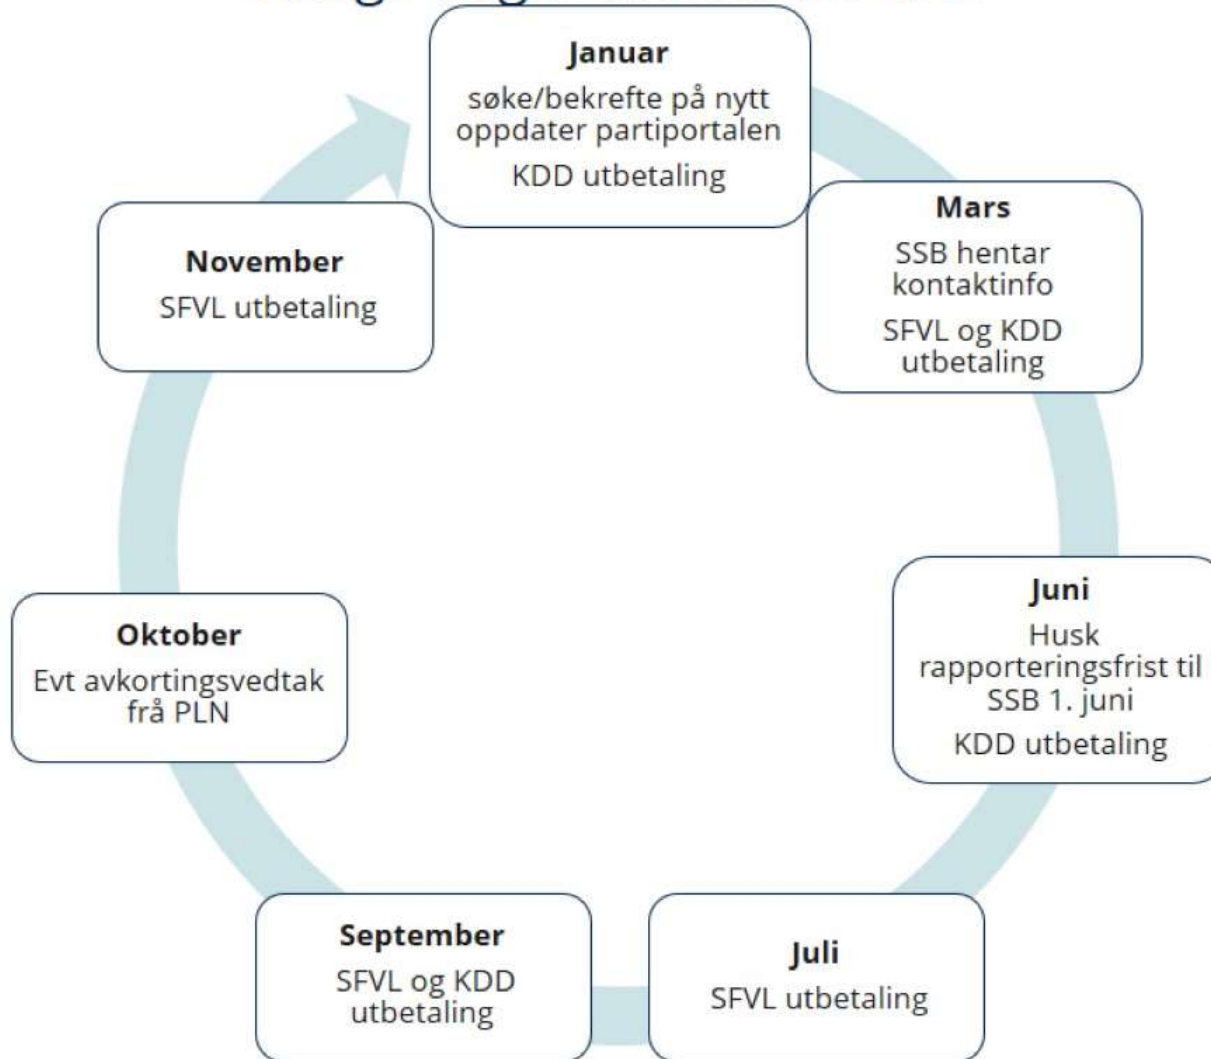 Januar
søke/bekrefte på nytt
oppdater partiportalen
KDD utbetaling
Mars
SSB hentar
kontaktinfo
SFVL og KDD
utbetaling
Juni
Husk
rapporteringsfrist til
SSB 1. juni
KDD utbetaling
Juli
SFVL utbetaling
September
SFVL og KDD
utbetaling
Oktober
Evt avkortingsvedtak
frå PLN
November
SFVL utbetaling